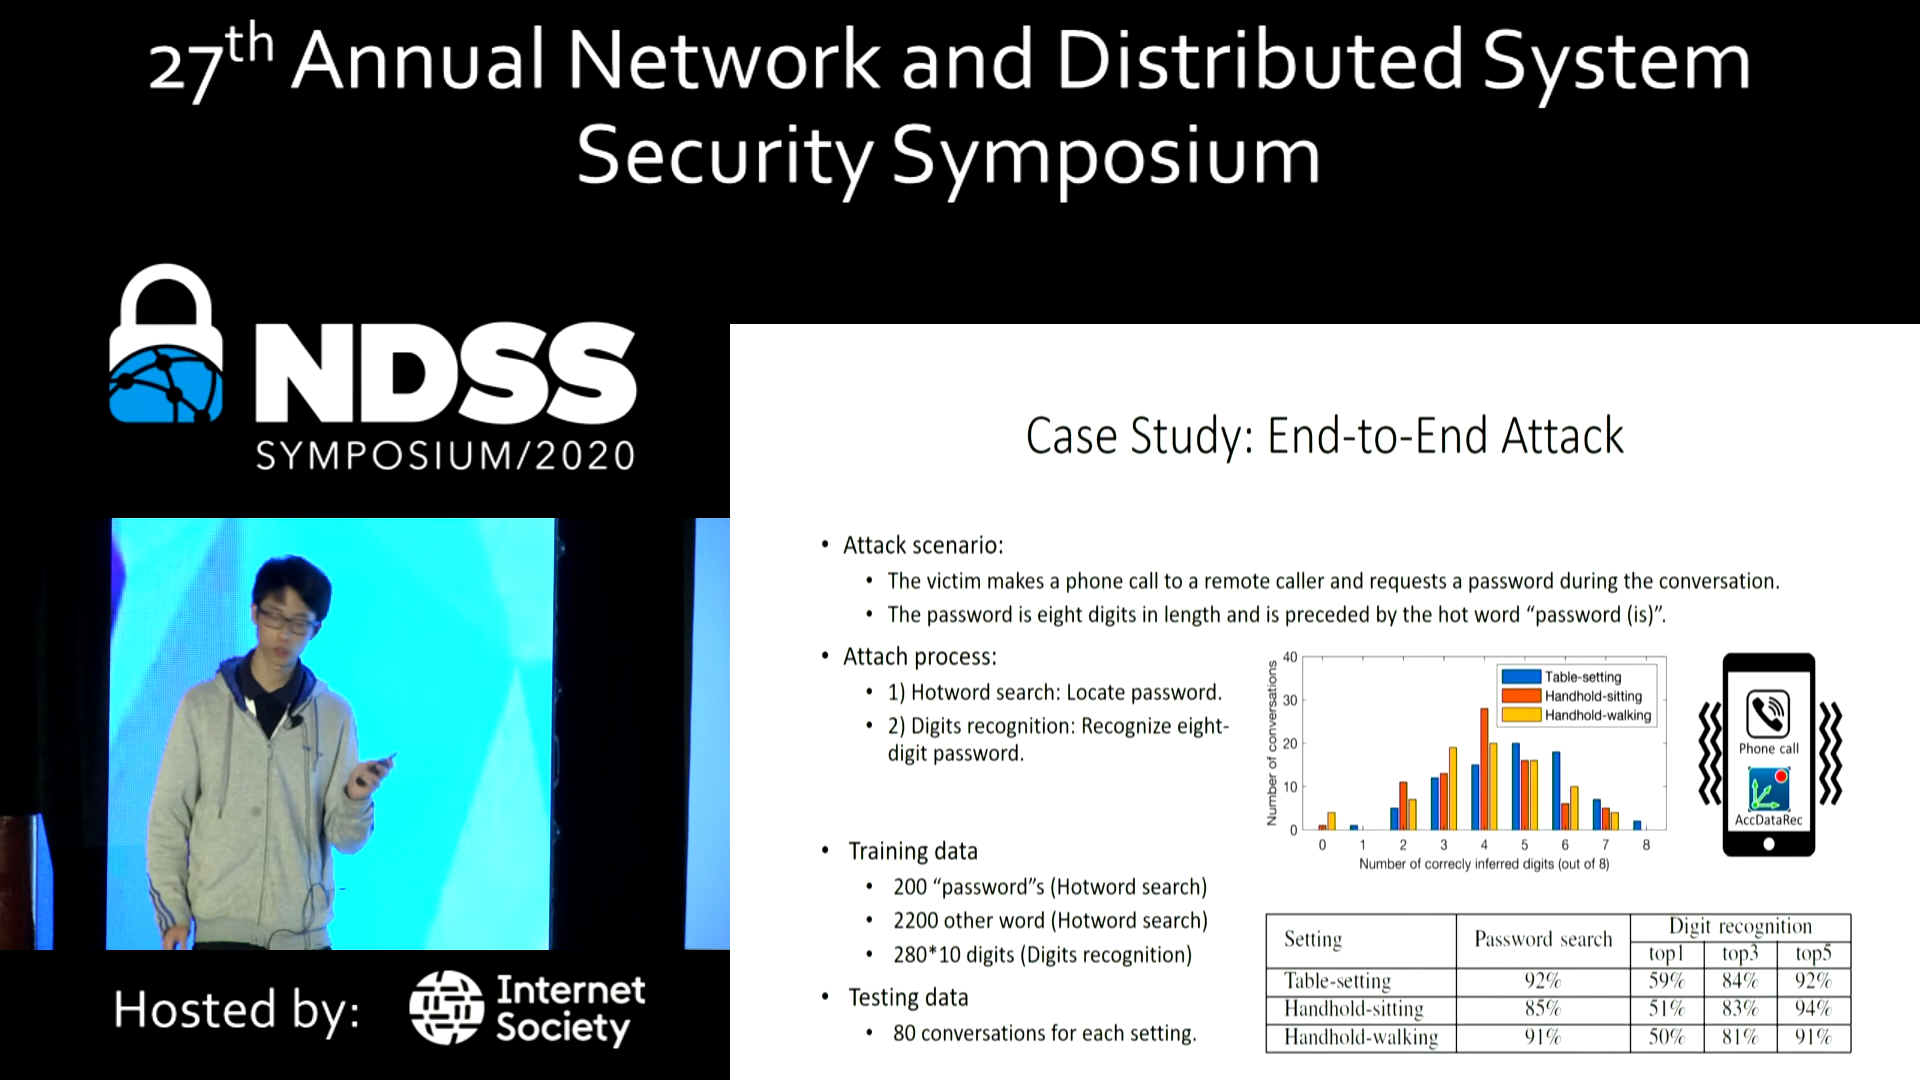 27th Annual Network and Distributed System
Security Symposium
NDSS
SYMPOSIUM/2020
Case Study: End-to-End Attack
• Attack scenario:
• The victim makes a phone call to a remote caller and requests a password during the conversation.
• The password is eight digits in length and is preceded by the hot word “password (is)”.
• Attach process:
• 1) Hotword search: Locate password.
• 2) Digits recognition: Recognize eight-
digit password.
Number of conversations
40
30
20
10
0
Table-setting
Handhold-sitting
Handhold-walking
0 1 2 3 4 5 6 7 8
Number of correcly inferred digits (out of 8)
Phone call
AccDataRec
• Training data
• 200 “password”s (Hotword search)
• 2200 other word (Hotword search)
• 280*10 digits (Digits recognition)
• Testing data
• 80 conversations for each setting.
Setting Password search Digit recognition
top1 top3 top5
Table-setting 92% 59% 84% 92%
Handhold-sitting 85% 51% 83% 94%
Handhold-walking 91% 50% 81% 91%
Hosted by:
Internet
Society